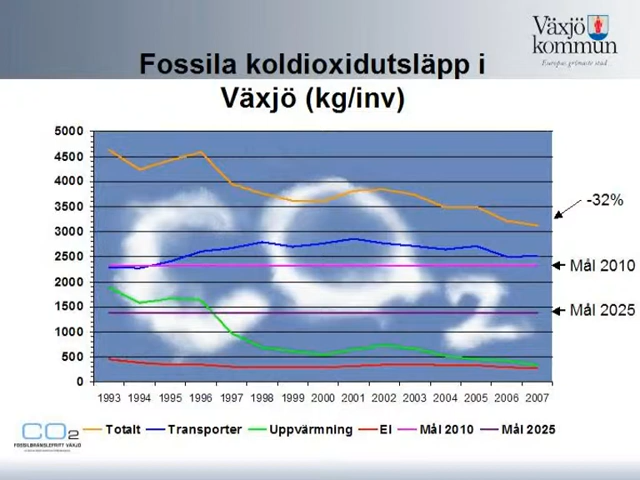 Växjö
kommun
Europas grönaste stad
Fossila koldioxidutsläpp i
Växjö (kg/inv)
5000
4500
4000
3500
3000
2500
2000
1500
1000
500
0
CO2
-32%
Mål 2010
Mål 2025
1993 1994 1995 1996 1997 1998 1999 2000 2001 2002 2003 2004 2005 2006 2007
Totalt Transporter Uppvärmning El Mål 2010 Mål 2025
CO2
FOSSILBRÄNSLEFRITT VÄXJÖ